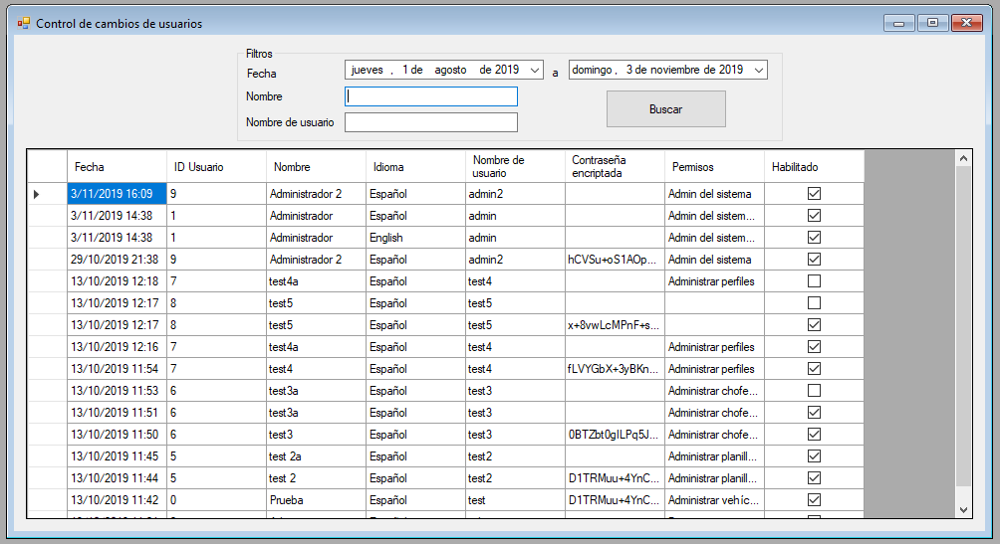 Control de cambios de usuarios
Filtros
Fecha jueves , 1 de agosto de 2019 a domingo , 3 de noviembre de 2019
Nombre
Buscar
Nombre de usuario
Fecha ID Usuario Nombre Idioma Nombre de usuario Contraseña encriptada Permisos Habilitado
3/11/2019 16:09 9 Administrador 2 Español admin2 Admin del sistema
3/11/2019 14:38 1 Administrador Español admin Admin del sistem...
3/11/2019 14:38 1 Administrador English admin Admin del sistem...
29/10/2019 21:38 9 Administrador 2 Español admin2 hCVSu+oS1AOp... Admin del sistema
13/10/2019 12:18 7 test4a Español test4 Administrar perfiles
13/10/2019 12:17 8 test5 Español test5
13/10/2019 12:17 8 test5 Español test5 x+8vwLcMPnF+s...
13/10/2019 12:16 7 test4a Español test4 Administrar perfiles
13/10/2019 11:54 7 test4 Español test4 fLVYGbX+3yBKn... Administrar perfiles
13/10/2019 11:53 6 test3a Español test3 Administrar chofe...
13/10/2019 11:51 6 test3a Español test3 Administrar chofe...
13/10/2019 11:50 6 test3 Español test3 0BTZbt0gILPq5J... Administrar chofe...
13/10/2019 11:45 5 test 2a Español test2 Administrar planill...
13/10/2019 11:44 5 test 2 Español test2 D1TRMuu+4YnC... Administrar planill...
13/10/2019 11:42 0 Prueba Español test D1TRMuu+4YnC... Administrar vehíc...